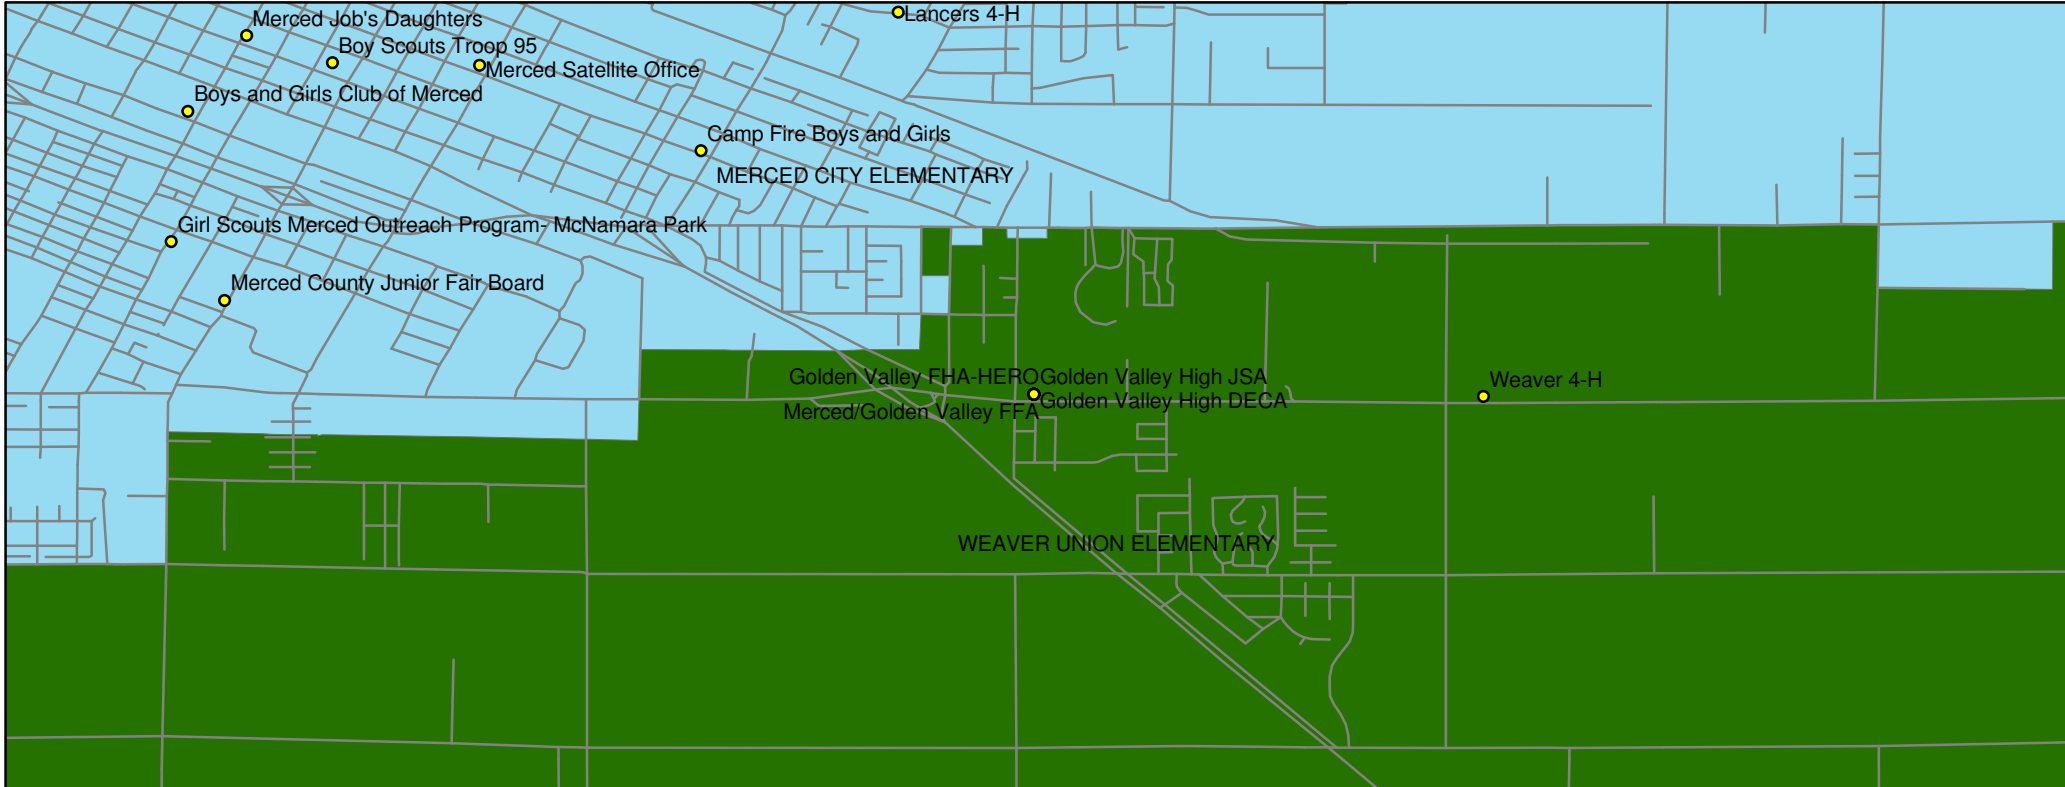 Lancers 4-H
Merced Job's Daughters
Boy Scouts Troop 95
Merced Satellite Office
Boys and Girls Club of Merced
Camp Fire Boys and Girls
MERCED CITY ELEMENTARY
Girl Scouts Merced Outreach Program- McNamara Park
Merced County Junior Fair Board
Golden Valley FHA-HERO
Golden Valley High JSA
Weaver 4-H
Golden Valley High DECA
Merced/Golden Valley FFA
WEAVER UNION ELEMENTARY